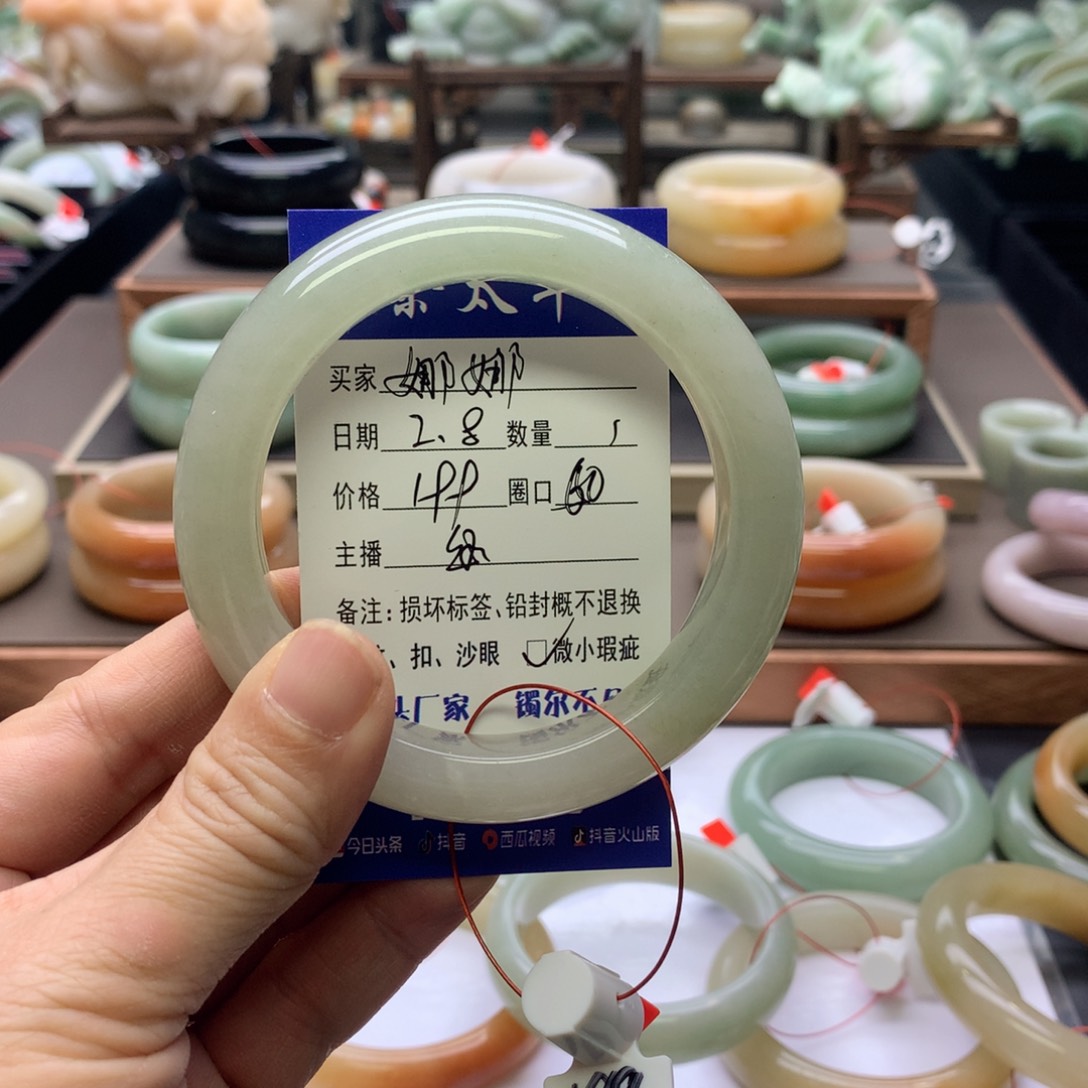 太
买家 娜娜
日期 2.8 数量 1
价格 199 圈口 60
主播
备注:损坏标签、铅封概不退换
、扣、沙眼 微小瑕疵
厂家 镯尔不
今日头条 抖音 西瓜视频 抖音火山版